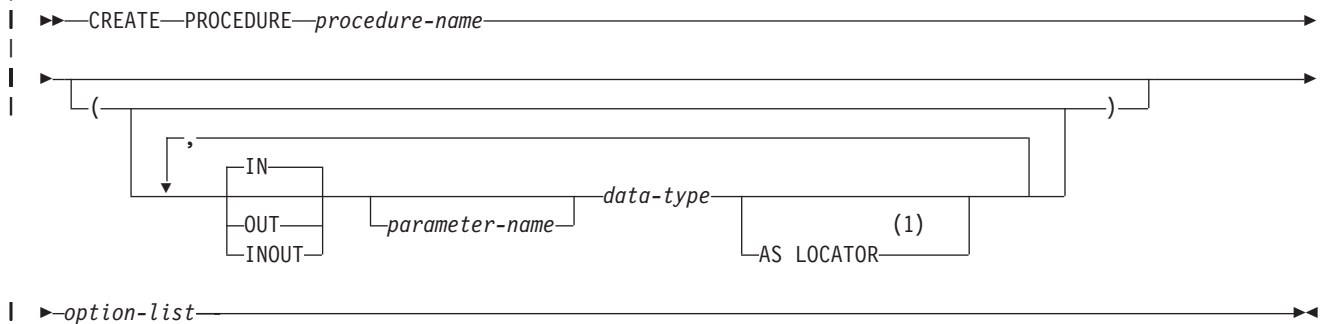 CREATE PROCEDURE procedure-name
( )
,
IN
data-type
OUT parameter-name (1)
INOUT AS LOCATOR
option-list